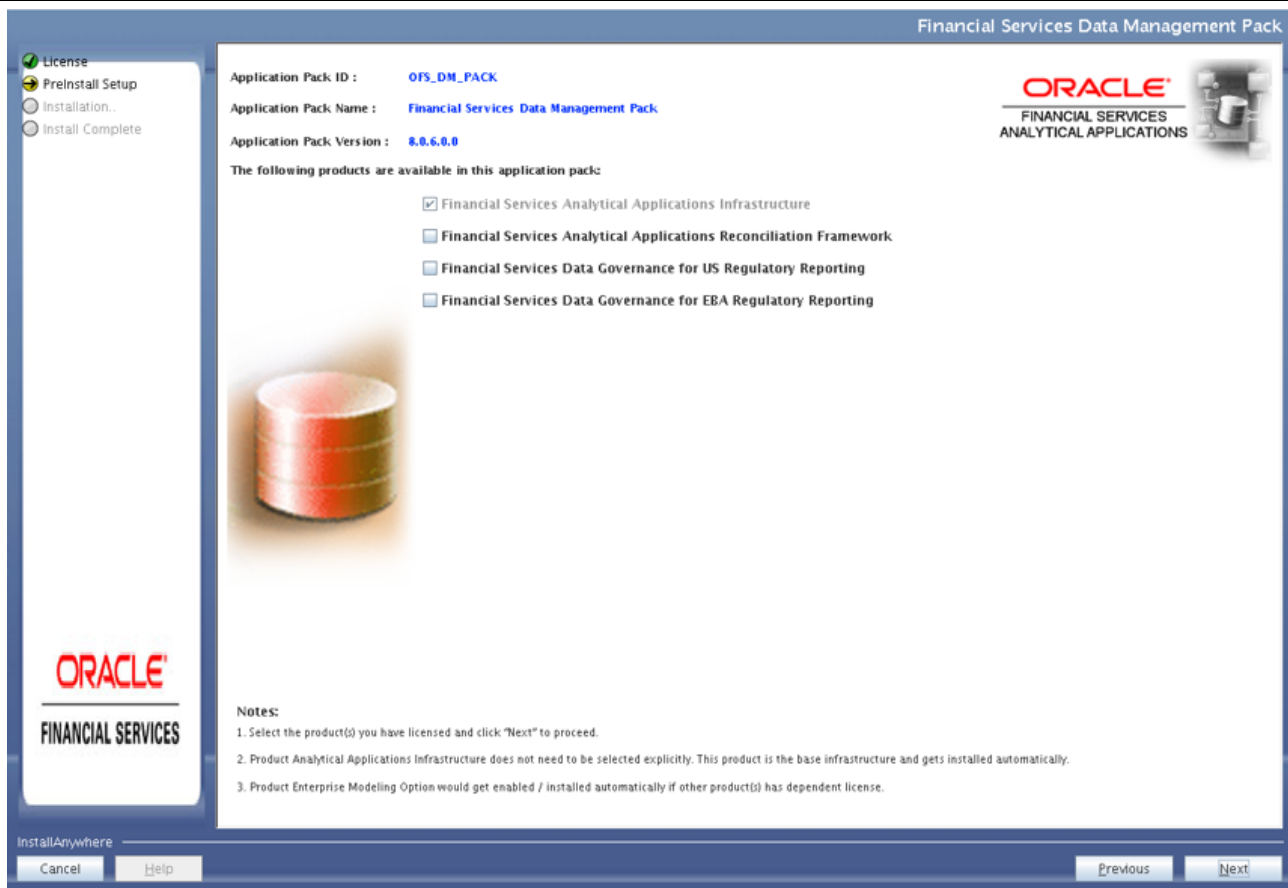 Financial Services Data Management Pack
License
PreInstall Setup
Installation..
Install Complete
Application Pack ID : OFS_DM_PACK
Application Pack Name : Financial Services Data Management Pack
Application Pack Version : 8.0.6.0.0
The following products are available in this application pack:
ORACLE
FINANCIAL SERVICES
ANALYTICAL APPLICATIONS
Financial Services Analytical Applications Infrastructure
Financial Services Analytical Applications Reconciliation Framework
Financial Services Data Governance for US Regulatory Reporting
Financial Services Data Governance for EBA Regulatory Reporting
ORACLE
FINANCIAL SERVICES
Notes:
1. Select the product(s) you have licensed and click "Next" to proceed.
2. Product Analytical Applications Infrastructure does not need to be selected explicitly. This product is the base infrastructure and gets installed automatically.
3. Product Enterprise Modeling Option would get enabled / installed automatically if other product(s) has dependent license.
InstallAnywhere
Cancel
Help
Previous
Next